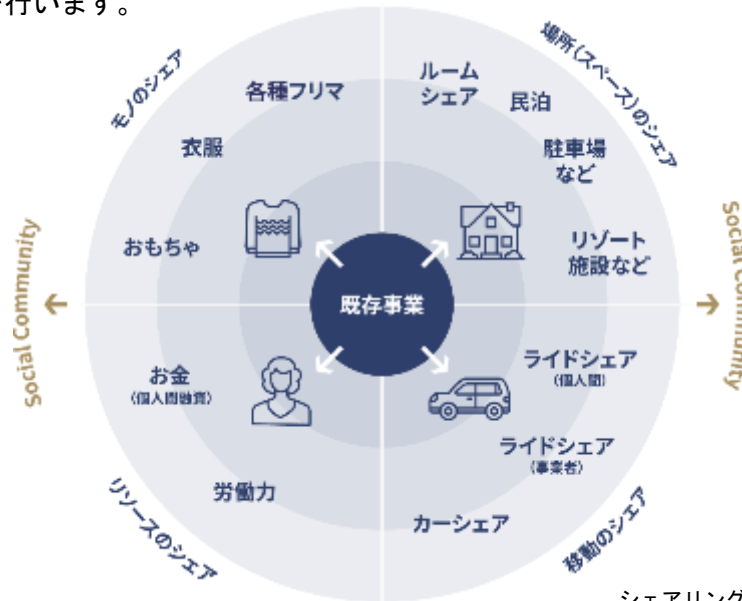 行います。
モノのシェア
場所(スペース)のシェア
各種フリマ
ルーム
シェア
民泊
衣服
駐車場
など
おもちゃ
リゾート
施設など
Social Community
Social Community
既存事業
お金
(個人間融資)
ライドシェア
(個人間)
ライドシェア
(事業者)
労働力
カーシェア
リソースのシェア
移動のシェア
シェアリング